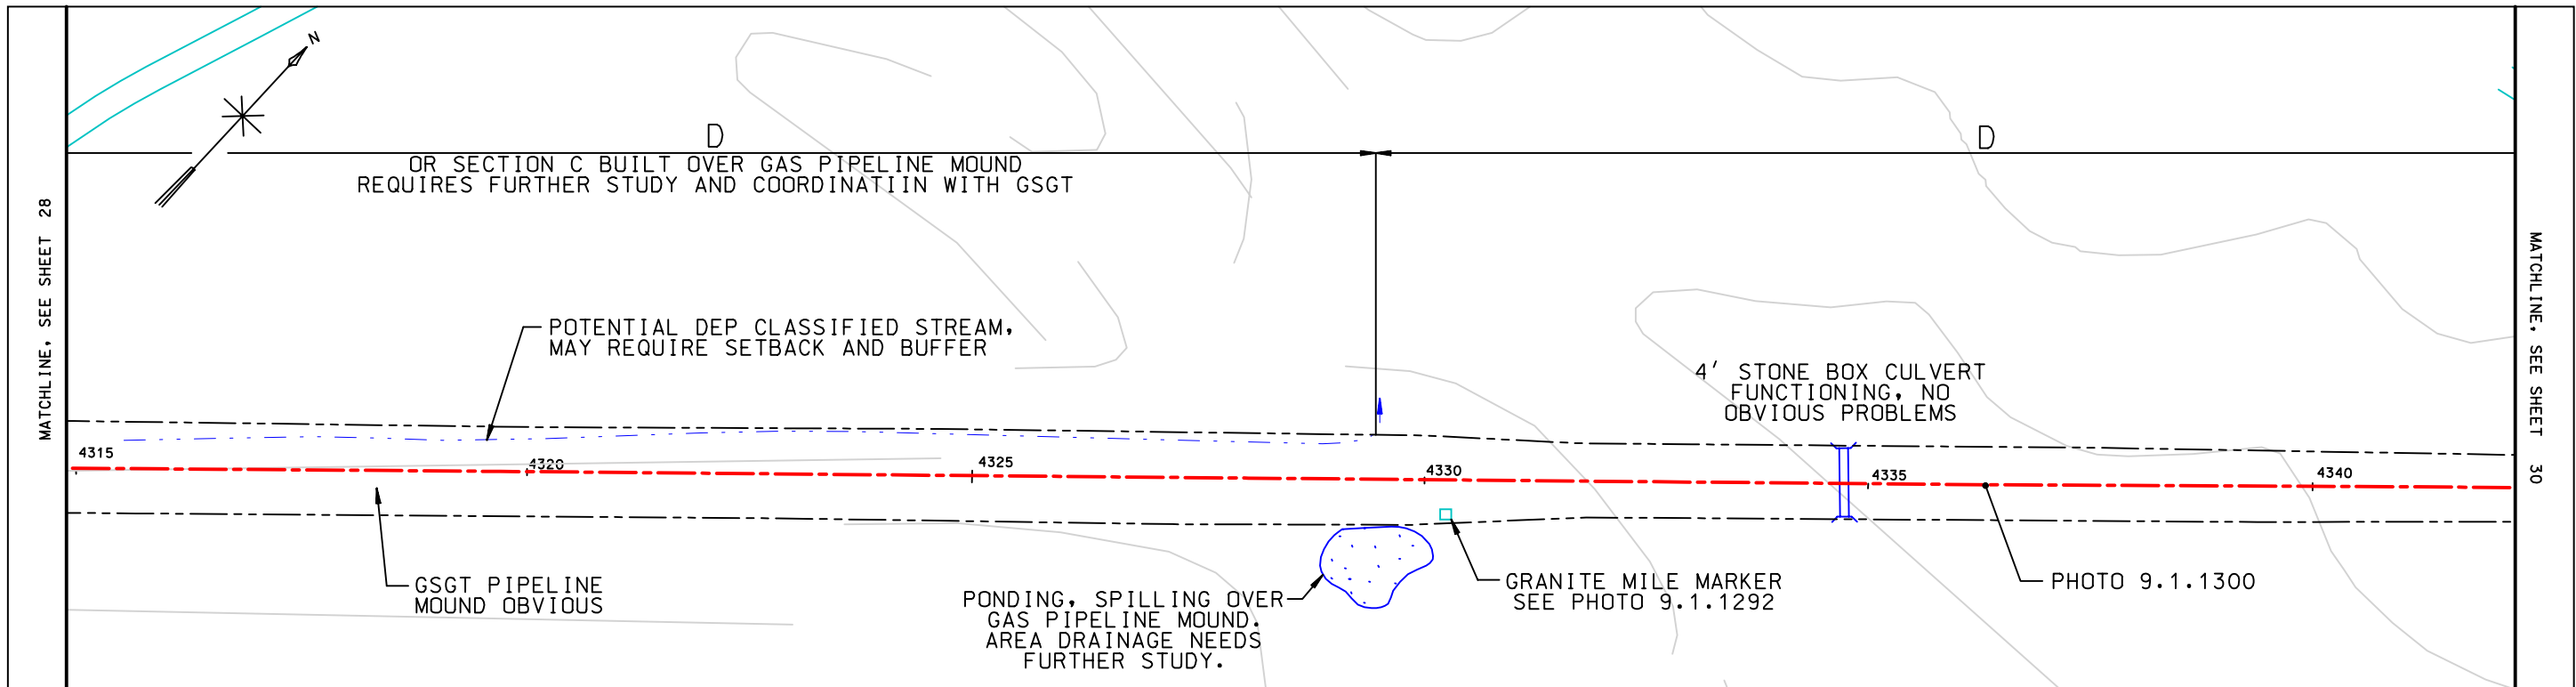 N
D
D
OR SECTION C BUILT OVER GAS PIPELINE MOUND
REQUIRES FURTHER STUDY AND COORDINATIIN WITH GSGT
MATCHLINE, SEE SHEET 28
MATCHLINE, SEE SHEET 30
POTENTIAL DEP CLASSIFIED STREAM,
MAY REQUIRE SETBACK AND BUFFER
4' STONE BOX CULVERT
FUNCTIONING, NO
OBVIOUS PROBLEMS
4315
4320
4325
4330
4335
4340
GSGT PIPELINE
MOUND OBVIOUS
PONDING, SPILLING OVER
GAS PIPELINE MOUND.
AREA DRAINAGE NEEDS
FURTHER STUDY.
GRANITE MILE MARKER
SEE PHOTO 9.1.1292
PHOTO 9.1.1300